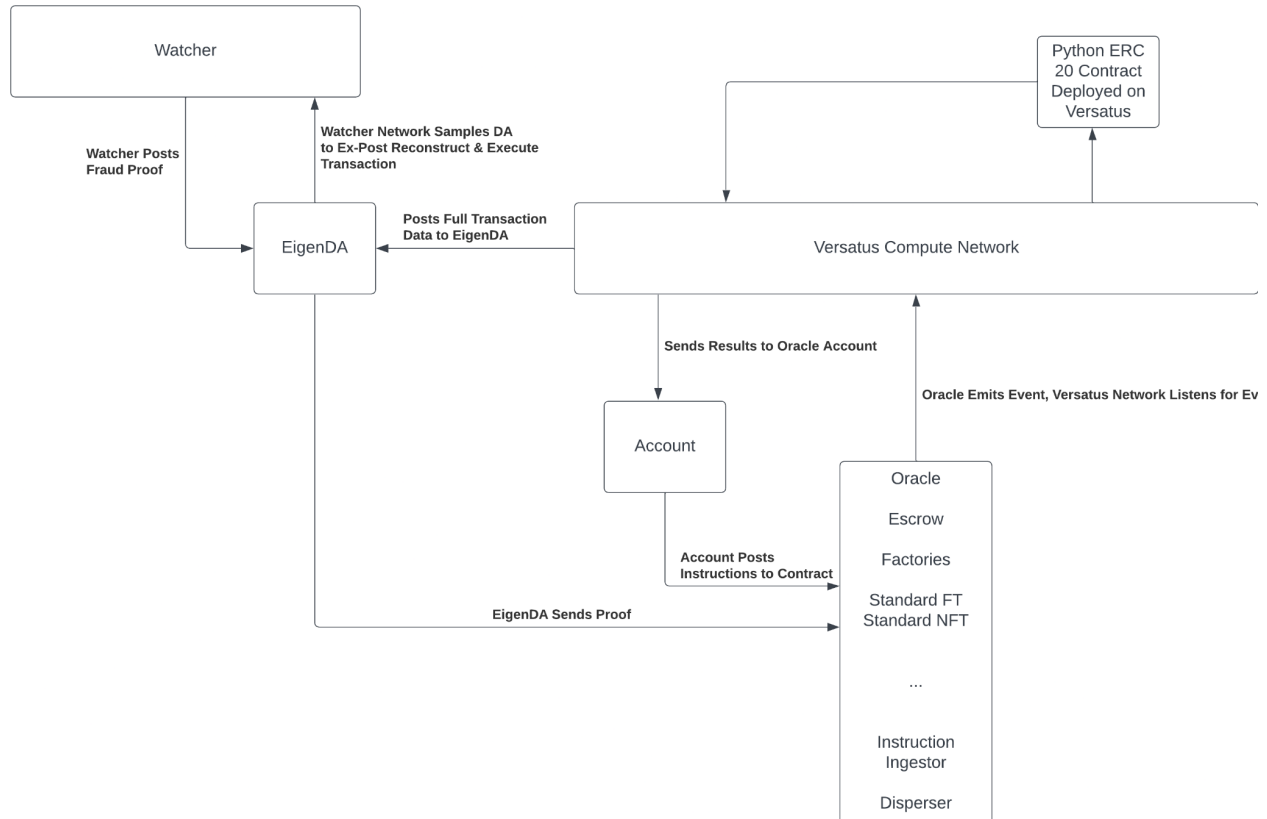 Watcher
Python ERC
20 Contract
Deployed on
Versatus
Watcher Network Samples DA
to Ex-Post Reconstruct & Execute
Transaction
Watcher Posts
Fraud Proof
Posts Full Transaction
Data to EigenDA
EigenDA
Versatus Compute Network
Sends Results to Oracle Account
Oracle Emits Event, Versatus Network Listens for Ev
Account
Oracle
Escrow
Factories
Account Posts
Instructions to Contract
Standard FT
Standard NFT
EigenDA Sends Proof
...
Instruction
Ingestor
Disperser